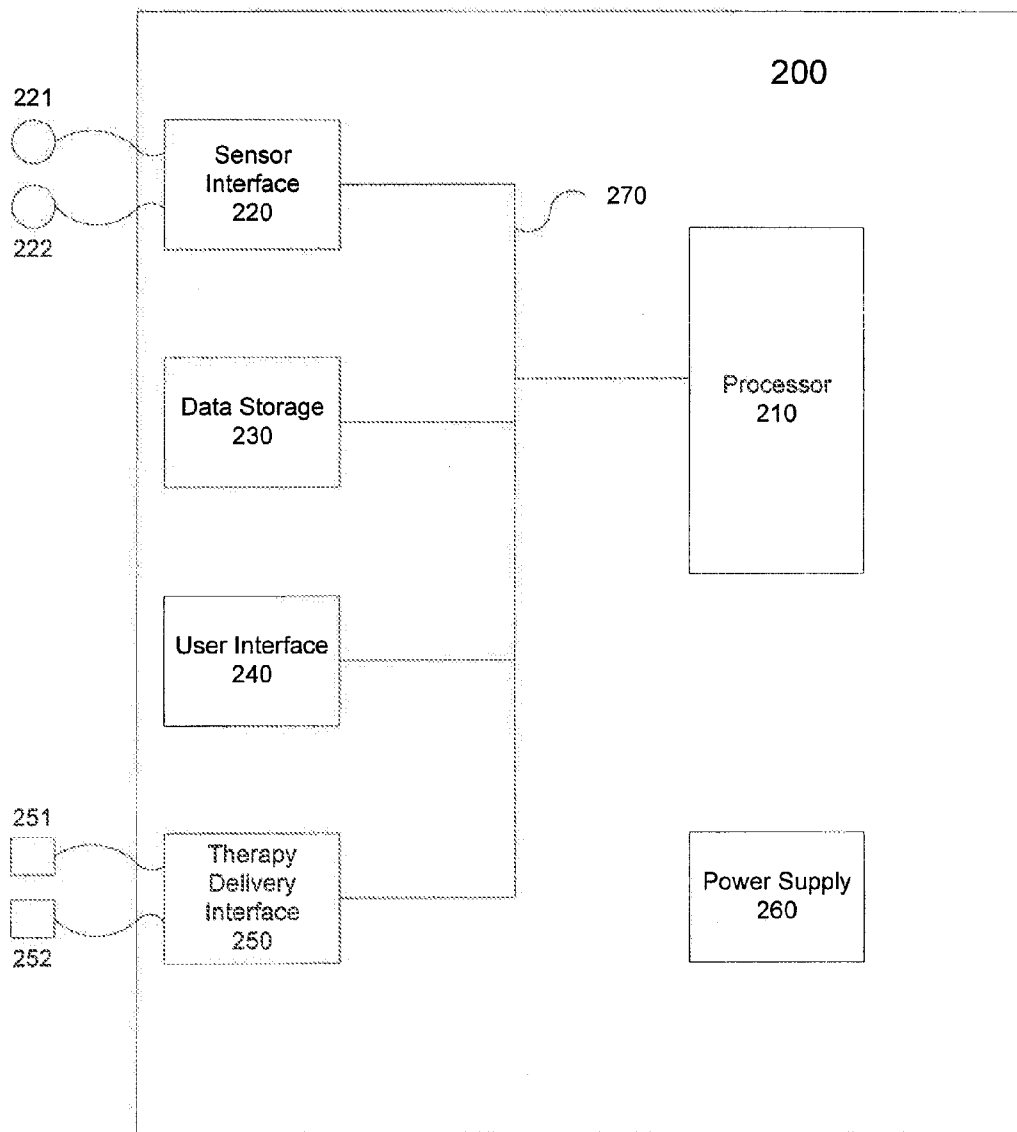 200
221
222
Sensor
Interface
220
270
Processor
210
Data Storage
230
User Interface
240
251
252
Therapy
Delivery
Interface
250
Power Supply
260